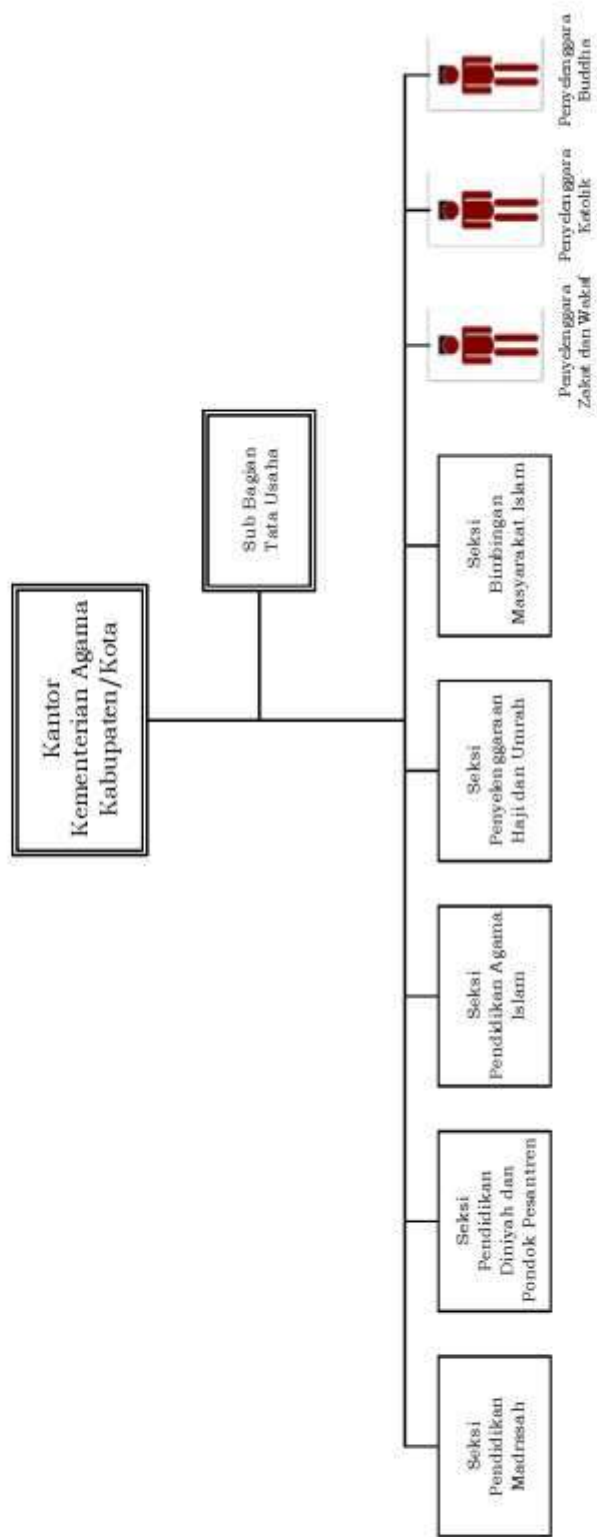 Kantor
Kementerian Agama
Kabupaten/Kota
Sub Bagian
Tata Usaha
Seksi
Pendidikan
Madrasah
Seksi
Pendidikan
Diniyah dan
Pondok Pesantren
Seksi
Pendidikan Agama
Islam
Seksi
Penyelenggaraan
Haji dan Umrah
Seksi
Bimbingan
Masyarakat Islam
Penyelenggara
Zakat dan Wakaf
Penyelenggara
Katolik
Penyelenggara
Buddha